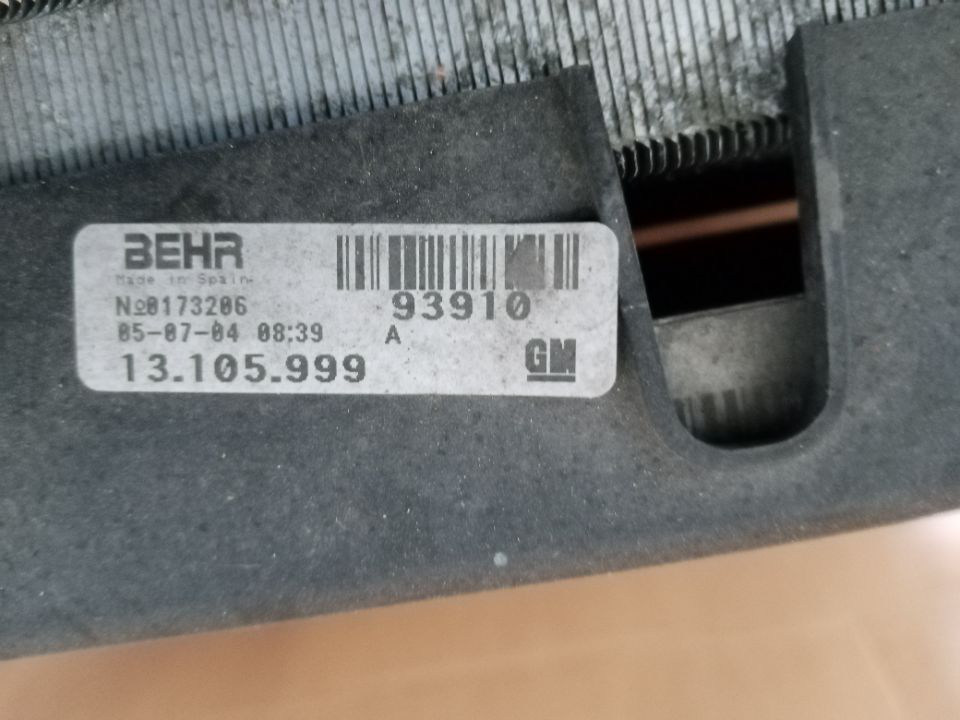 BEHR
Made in Spain
№0173206
93910
05-07-04 08:39
A
13.105.999
GM